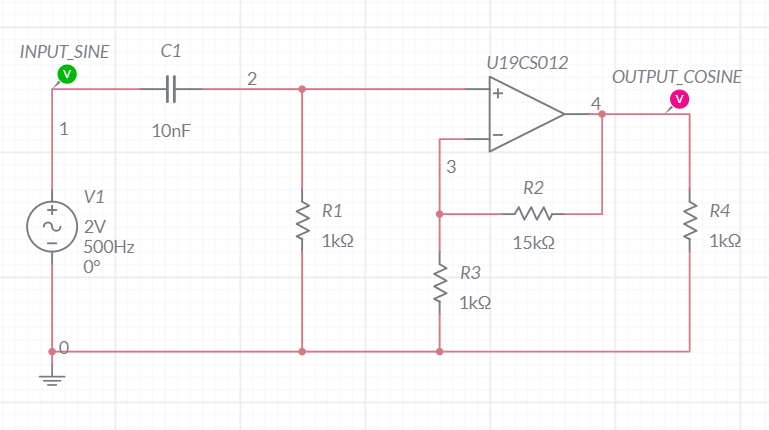 INPUT_SINE
V
C1
2
10nF
1
V1
2V
500Hz
0°
0
R1
1kΩ
U19CS012
3
R2
15kΩ
R3
1kΩ
4
OUTPUT_COSINE
V
R4
1kΩ